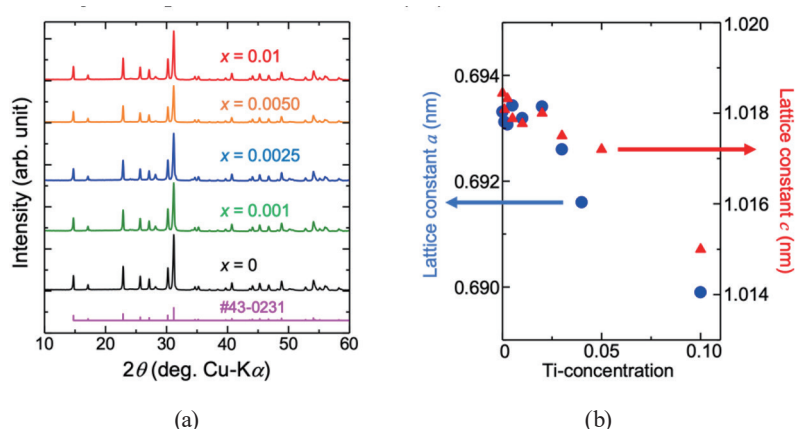 x = 0.01
x = 0.0050
x = 0.0025
x = 0.001
x = 0
#43-0231
Intensity (arb. unit)
10 20 30 40 50 60
2θ (deg. Cu-Kα)
(a)
0.694
0.692
0.690
Lattice constant a (nm)
1.020
1.018
1.016
1.014
Lattice constant c (nm)
0 0.05 0.10
Ti-concentration
(b)